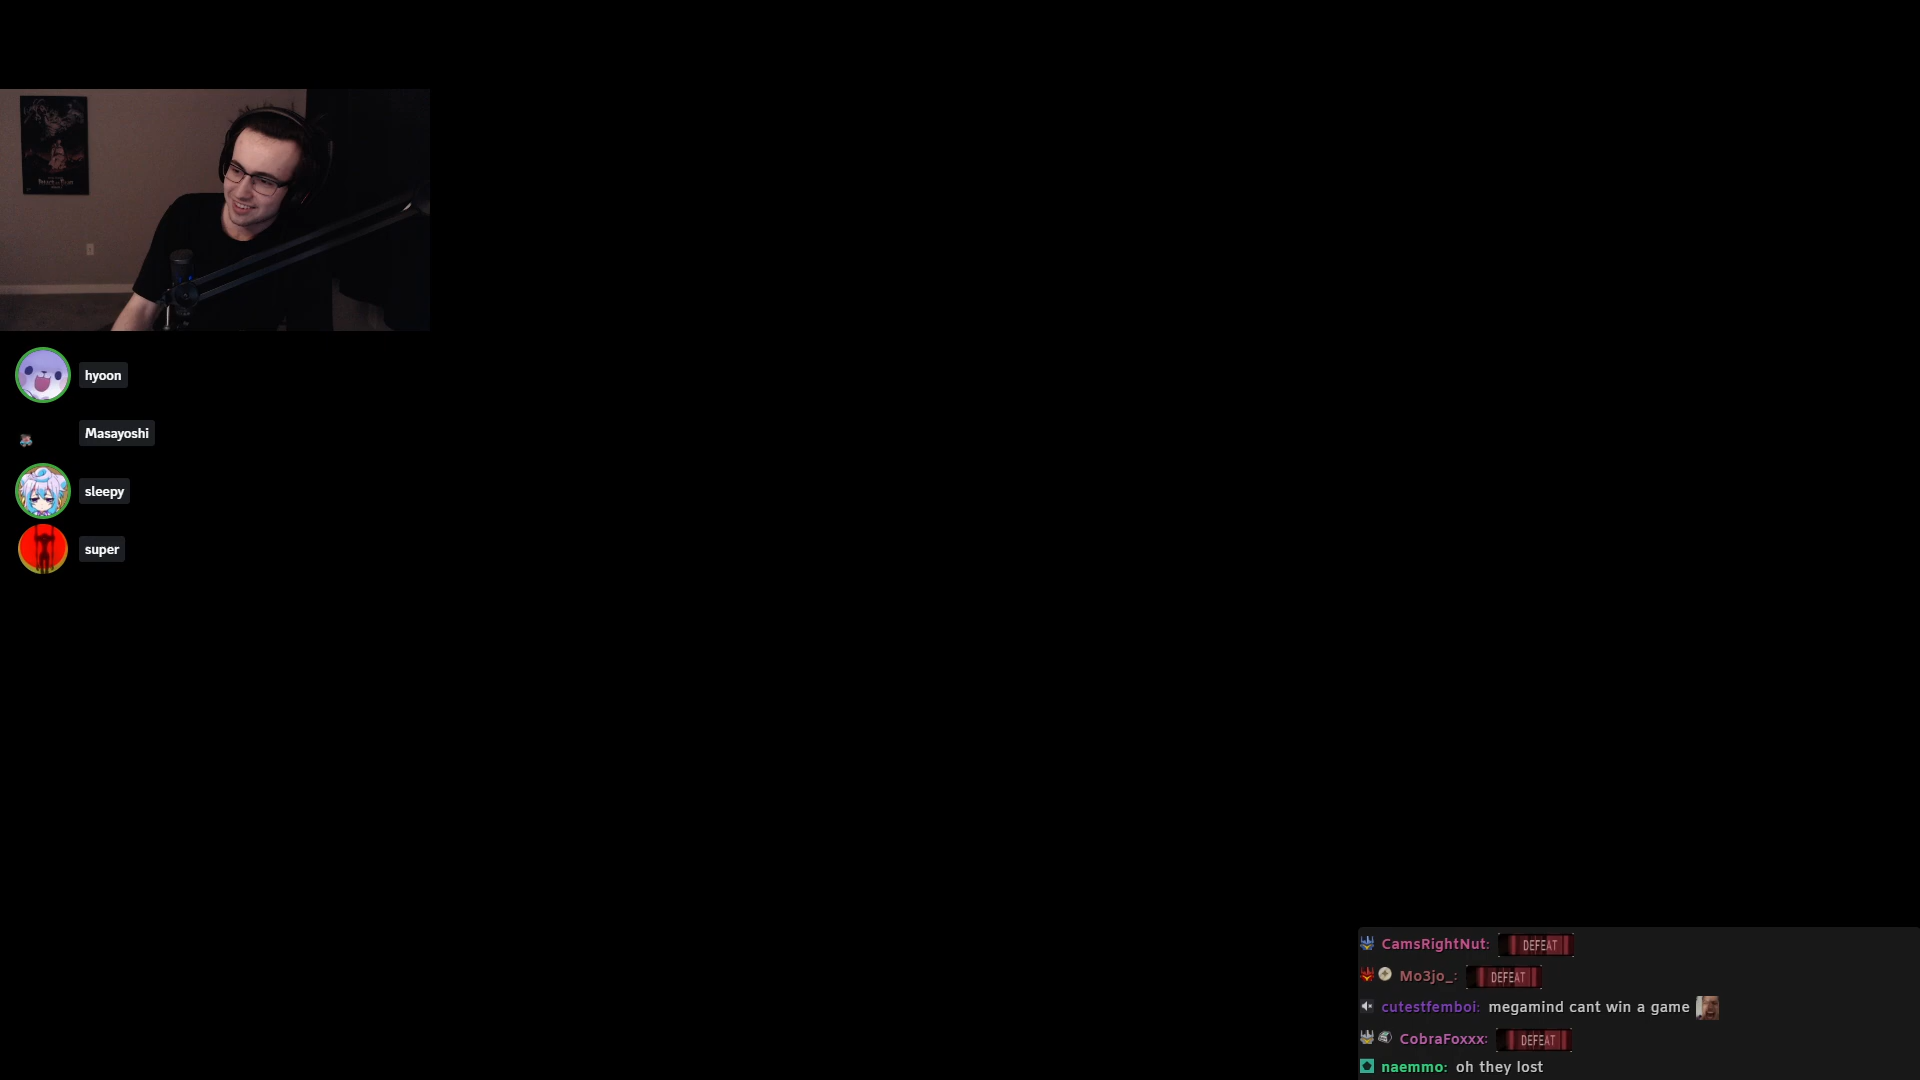 hyoon
Masayoshi
sleepy
super
CamsRightNut: DEFEAT
Mo3jo_: DEFEAT
cutestfemboi: megamind cant win a game
CobraFoxxx: DEFEAT
naemmo: oh they lost